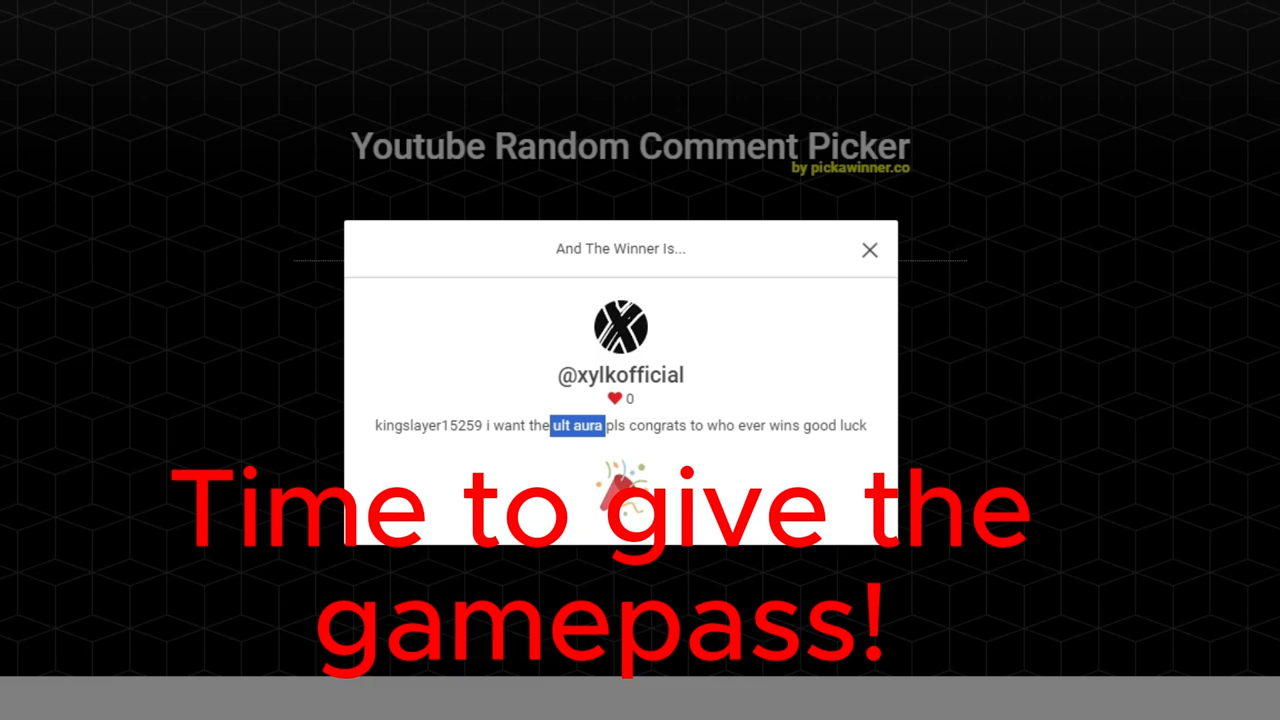 Youtube Random Comment Picker
by pickawinner.co
And The Winner Is...
@xylkofficial
0
kingslayer15259 i want the ult aura pls congrats to who ever wins good luck
Time to give the
gamepass!